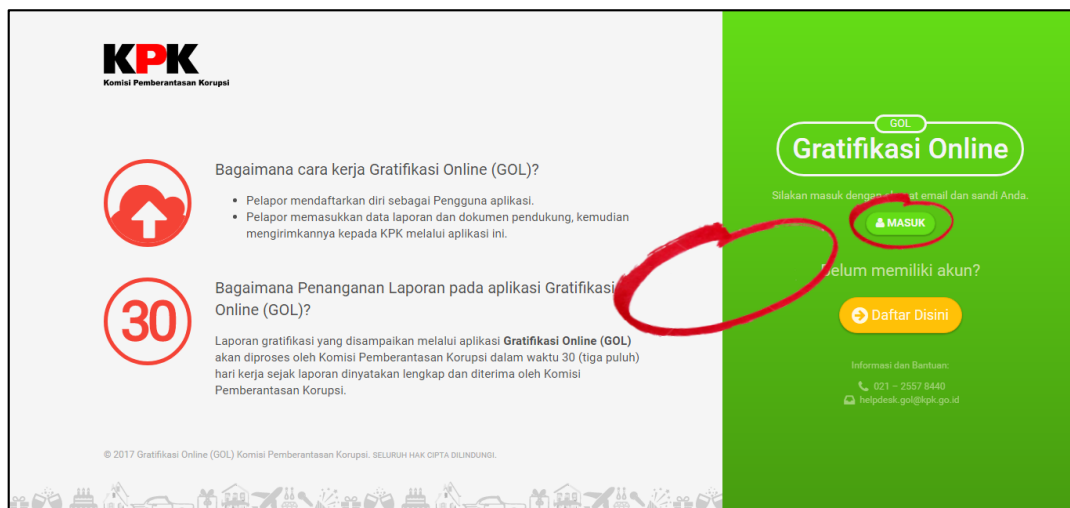 KPK
Komisi Pemberantasan Korupsi
Bagaimana cara kerja Gratifikasi Online (GOL)?
• Pelapor mendaftarkan diri sebagai Pengguna aplikasi.
• Pelapor memasukkan data laporan dan dokumen pendukung, kemudian
mengirimkannya kepada KPK melalui aplikasi ini.
30
Bagaimana Penanganan Laporan pada aplikasi Gratifikasi
Online (GOL)?
Laporan gratifikasi yang disampaikan melalui aplikasi Gratifikasi Online (GOL)
akan diproses oleh Komisi Pemberantasan Korupsi dalam waktu 30 (tiga puluh)
hari kerja sejak laporan dinyatakan lengkap dan diterima oleh Komisi
Pemberantasan Korupsi.
© 2017 Gratifikasi Online (GOL) Komisi Pemberantasan Korupsi. SELURUH HAK CIPTA DILINDUNGI.
GOL
Gratifikasi Online
Silakan masuk dengan alamat email dan sandi Anda.
MASUK
Belum memiliki akun?
Daftar Disini
Informasi dan Bantuan:
021 – 2557 8440
helpdesk.gol@kpk.go.id